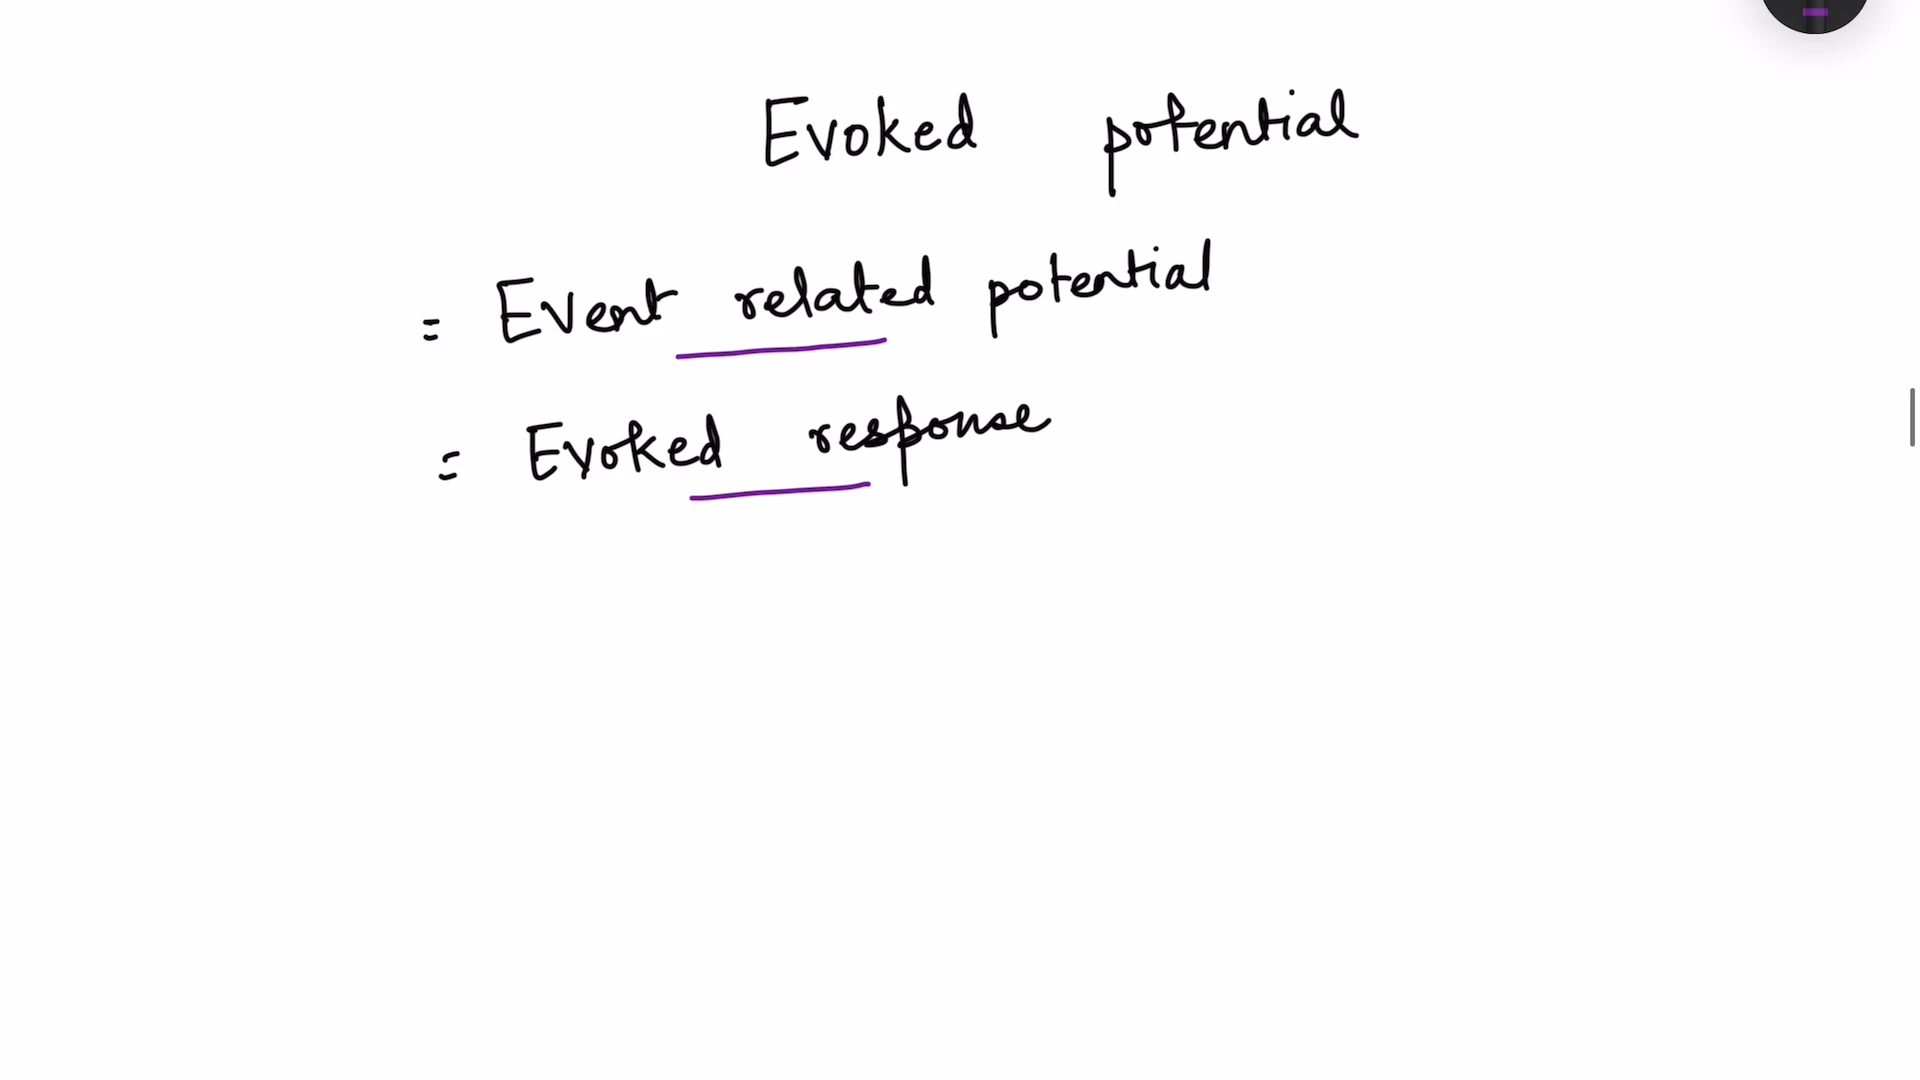 Evoked potential
= Event related potential
= Evoked response